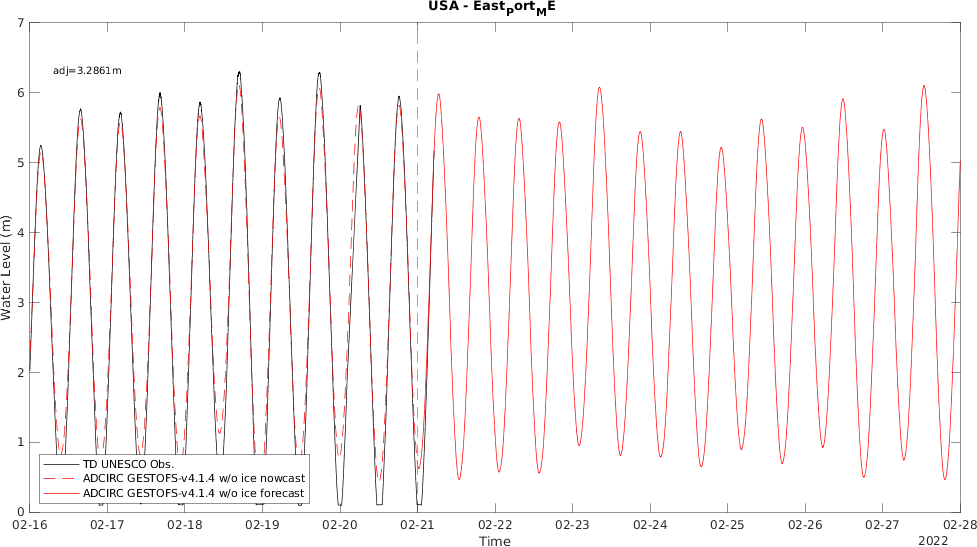 USA - EastPortME
7
adj=3.2861m
6
5
4
3
2
1
0
Water Level (m)
TD UNESCO Obs.
ADCIRC GESTOFS-v4.1.4 w/o ice nowcast
ADCIRC GESTOFS-v4.1.4 w/o ice forecast
02-16 02-17 02-18 02-19 02-20 02-21 02-22 02-23 02-24 02-25 02-26 02-27 02-28
Time
2022